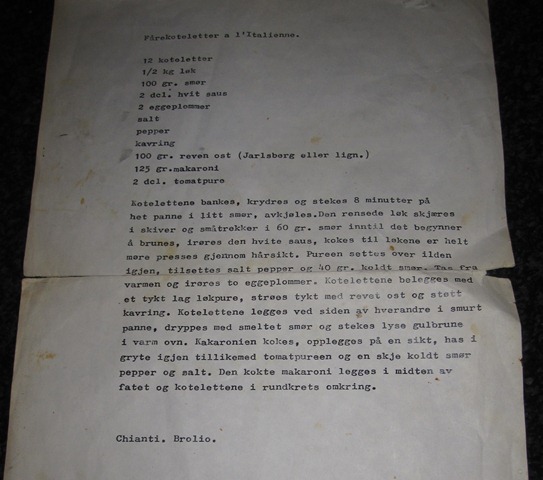 Fårekoteletter a l'Italienne.
12 koteletter
1/2 kg løk
100 gr. smør
2 dcl. hvit saus
2 eggeplommer
salt
pepper
kavring
100 gr. reven ost (Jarlsberg eller lign.)
125 gr.makaroni
2 dcl. tomatpure
Kotelettene bankes, krydres og stekes 8 minutter på
het panne i litt smør, avkjøles.Den rensede løk skjæres
i skiver og småtrekker i 60 gr. smør inntil det begynner
å brunes, irøres den hvite saus, kokes til løkene er helt
møre presses gjennom hårsikt. Pureen settes over ilden
igjen, tilsettes salt pepper og 40 gr. koldt smør. Tas fra
varmen og irøres to eggeplommer. Kotelettene belegges med
et tykt lag løkpure, strøes tykt med revet ost og støtt
kavring. Kotelettene legges ved siden av hverandre i smurt
panne, dryppes med smeltet smør og stekes lyse gulbrune
i varm ovn. Kakaronien kokes, opplegges på en sikt, has i
gryte igjen tillikemed tomatpureen og en skje koldt smør
pepper og salt. Den kokte makaroni legges i midten av
fatet og kotelettene i rundkrets omkring.
Chianti. Brolio.